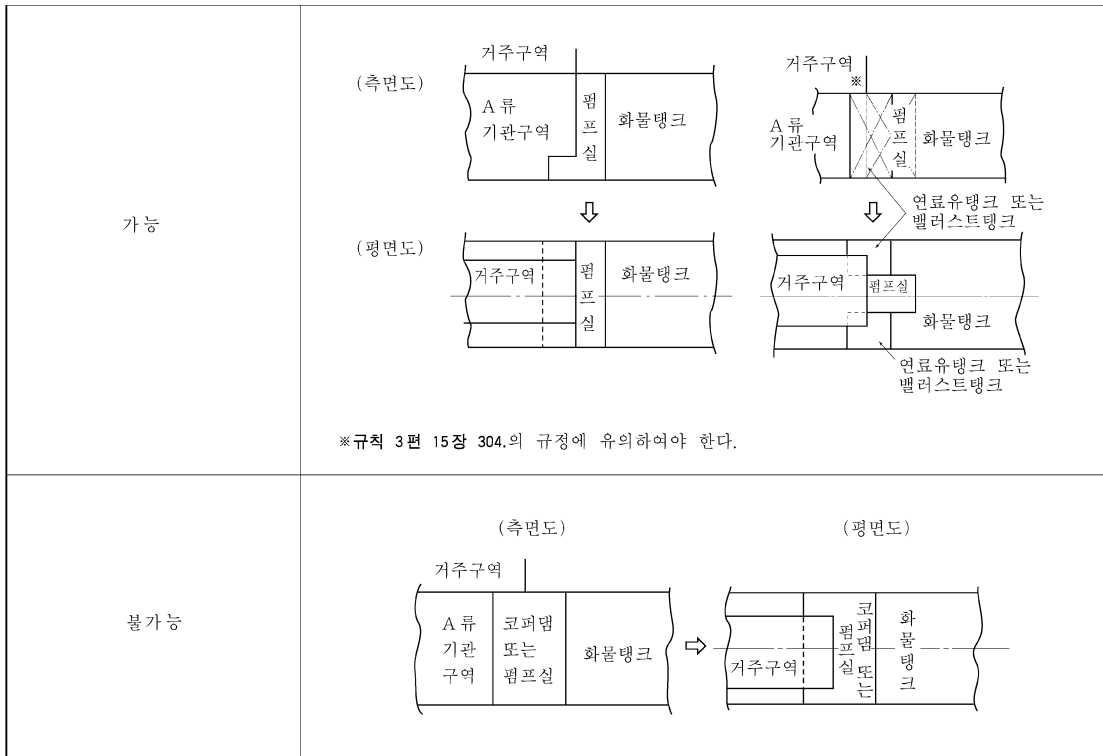 가능
거주구역
(측면도)
A류
기관구역
펌프실
화물탱크
거주구역
※
A류
기관구역
펌프실
화물탱크
연료유탱크 또는
밸러스트탱크
(평면도)
거주구역
펌프실
화물탱크
거주구역
펌프실
화물탱크
연료유탱크 또는
밸러스트탱크
※규칙 3편 15장 304.의 규정에 유의하여야 한다.
불가능
(측면도)
거주구역
A류
기관
구역
코퍼댐
또는
펌프실
화물탱크
(평면도)
거주구역
코퍼댐 또는
펌프실
화물탱크